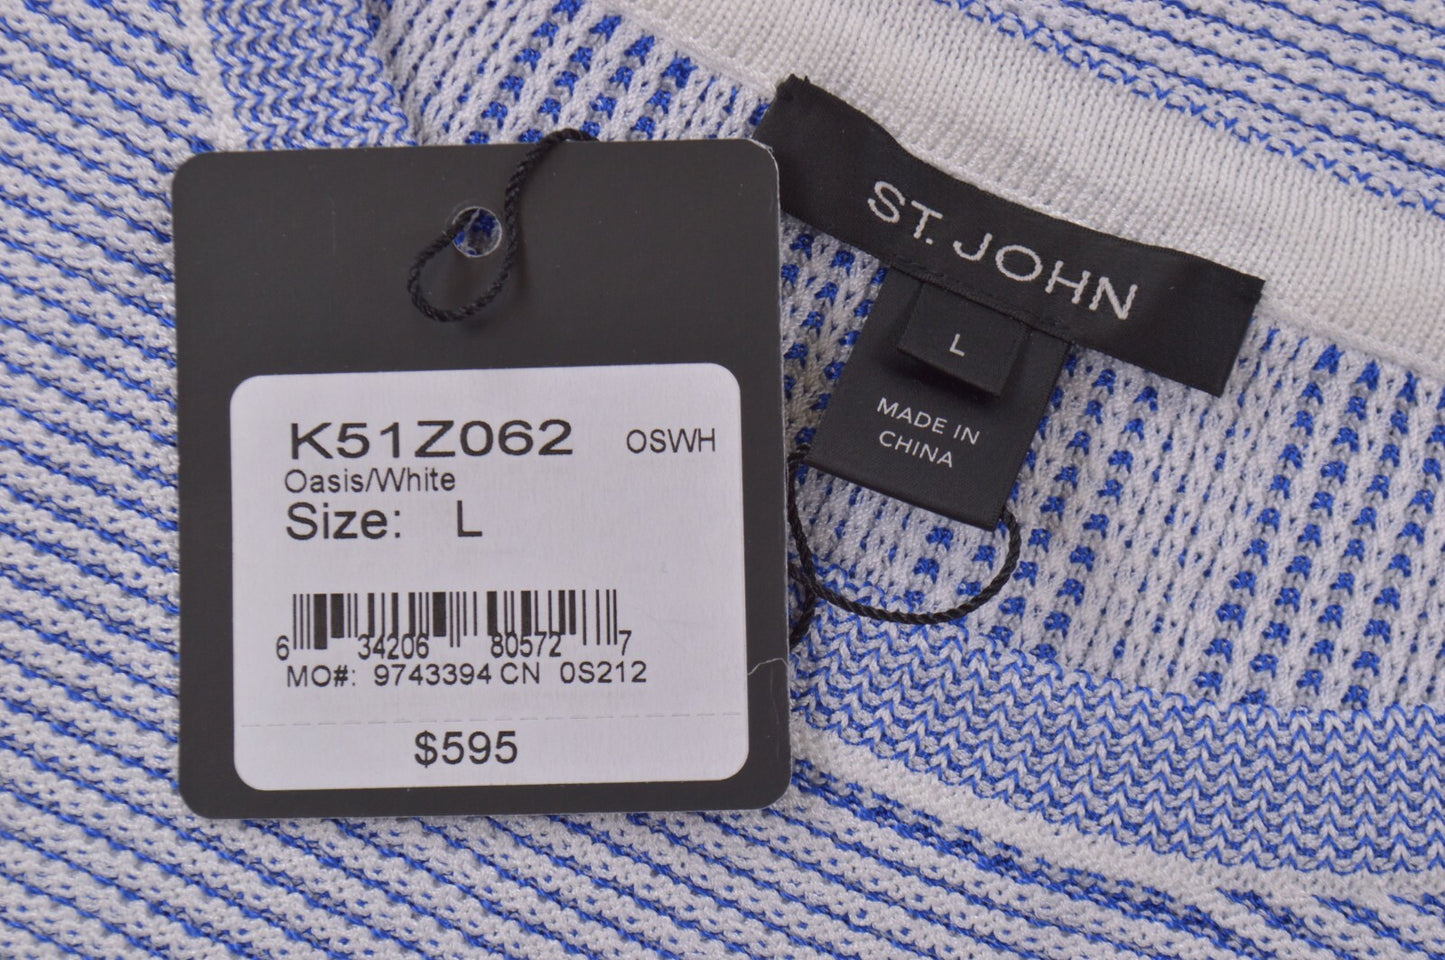 K51Z062 OSWH
Oasis/White
Size: L
6 34206 80572 7
MO#: 9743394 CN 0S212
$595
ST. JOHN
L
MADE IN
CHINA